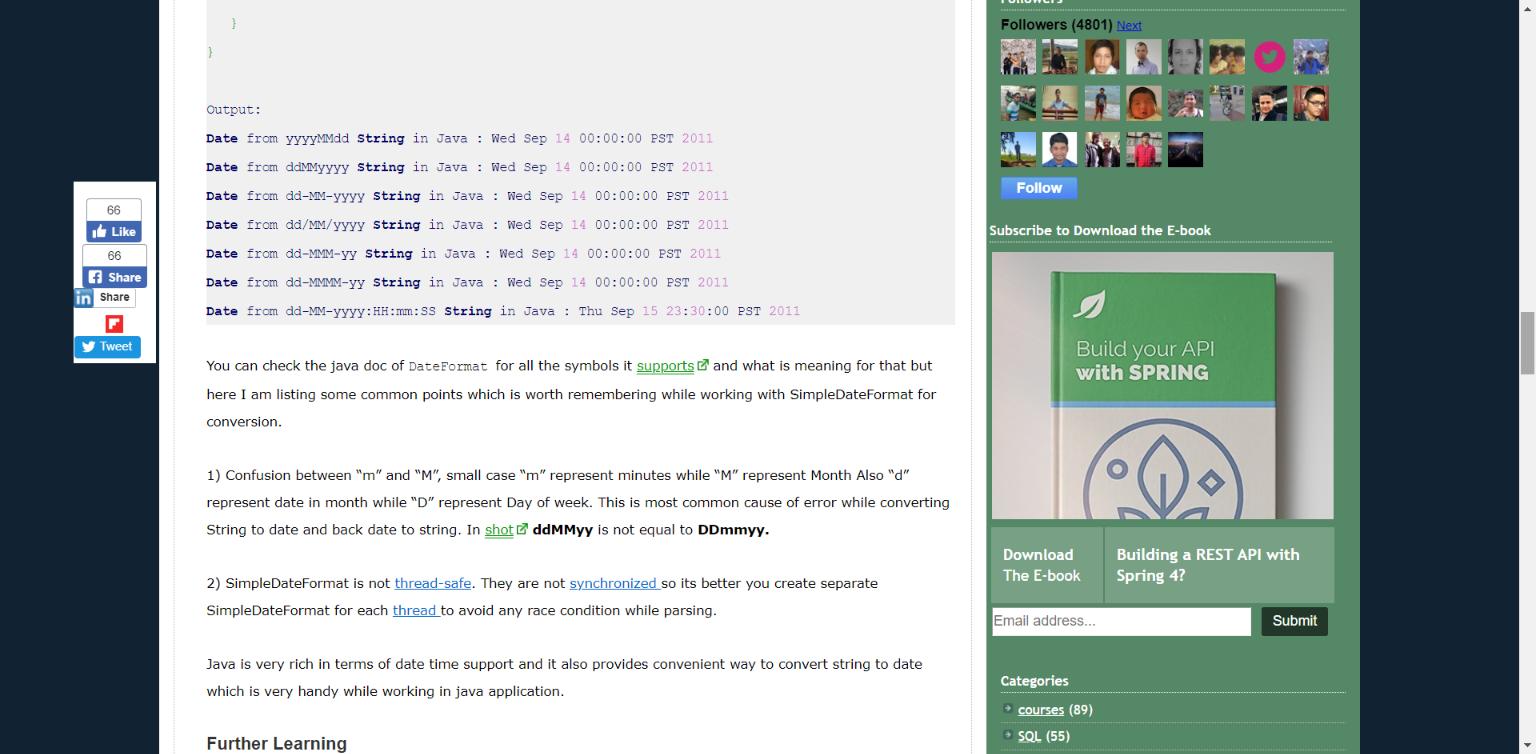 }
}
Output:
Date from yyyyMMdd String in Java : Wed Sep 14 00:00:00 PST 2011
Date from ddMMyyyy String in Java : Wed Sep 14 00:00:00 PST 2011
Date from dd-MM-yyyy String in Java : Wed Sep 14 00:00:00 PST 2011
Date from dd/MM/yyyy String in Java : Wed Sep 14 00:00:00 PST 2011
Date from dd-MMM-yy String in Java : Wed Sep 14 00:00:00 PST 2011
Date from dd-MMMM-yy String in Java : Wed Sep 14 00:00:00 PST 2011
Date from dd-MM-yyyy:HH:mm:SS String in Java : Thu Sep 15 23:30:00 PST 2011
66
Like
66
Share
in Share
Tweet
You can check the java doc of DateFormat for all the symbols it supports and what is meaning for that but
here I am listing some common points which is worth remembering while working with SimpleDateFormat for
conversion.
1) Confusion between “m” and “M”, small case “m” represent minutes while “M” represent Month Also “d”
represent date in month while “D” represent Day of week. This is most common cause of error while converting
String to date and back date to string. In shot ddMMyy is not equal to DDmmyy.
2) SimpleDateFormat is not thread-safe. They are not synchronized so its better you create separate
SimpleDateFormat for each thread to avoid any race condition while parsing.
Java is very rich in terms of date time support and it also provides convenient way to convert string to date
which is very handy while working in java application.
Further Learning
Followers
Followers (4801) Next
Follow
Subscribe to Download the E-book
Build your API
with SPRING
Download
The E-book
Building a REST API with
Spring 4?
Email address...
Submit
Categories
courses (89)
SQL (55)